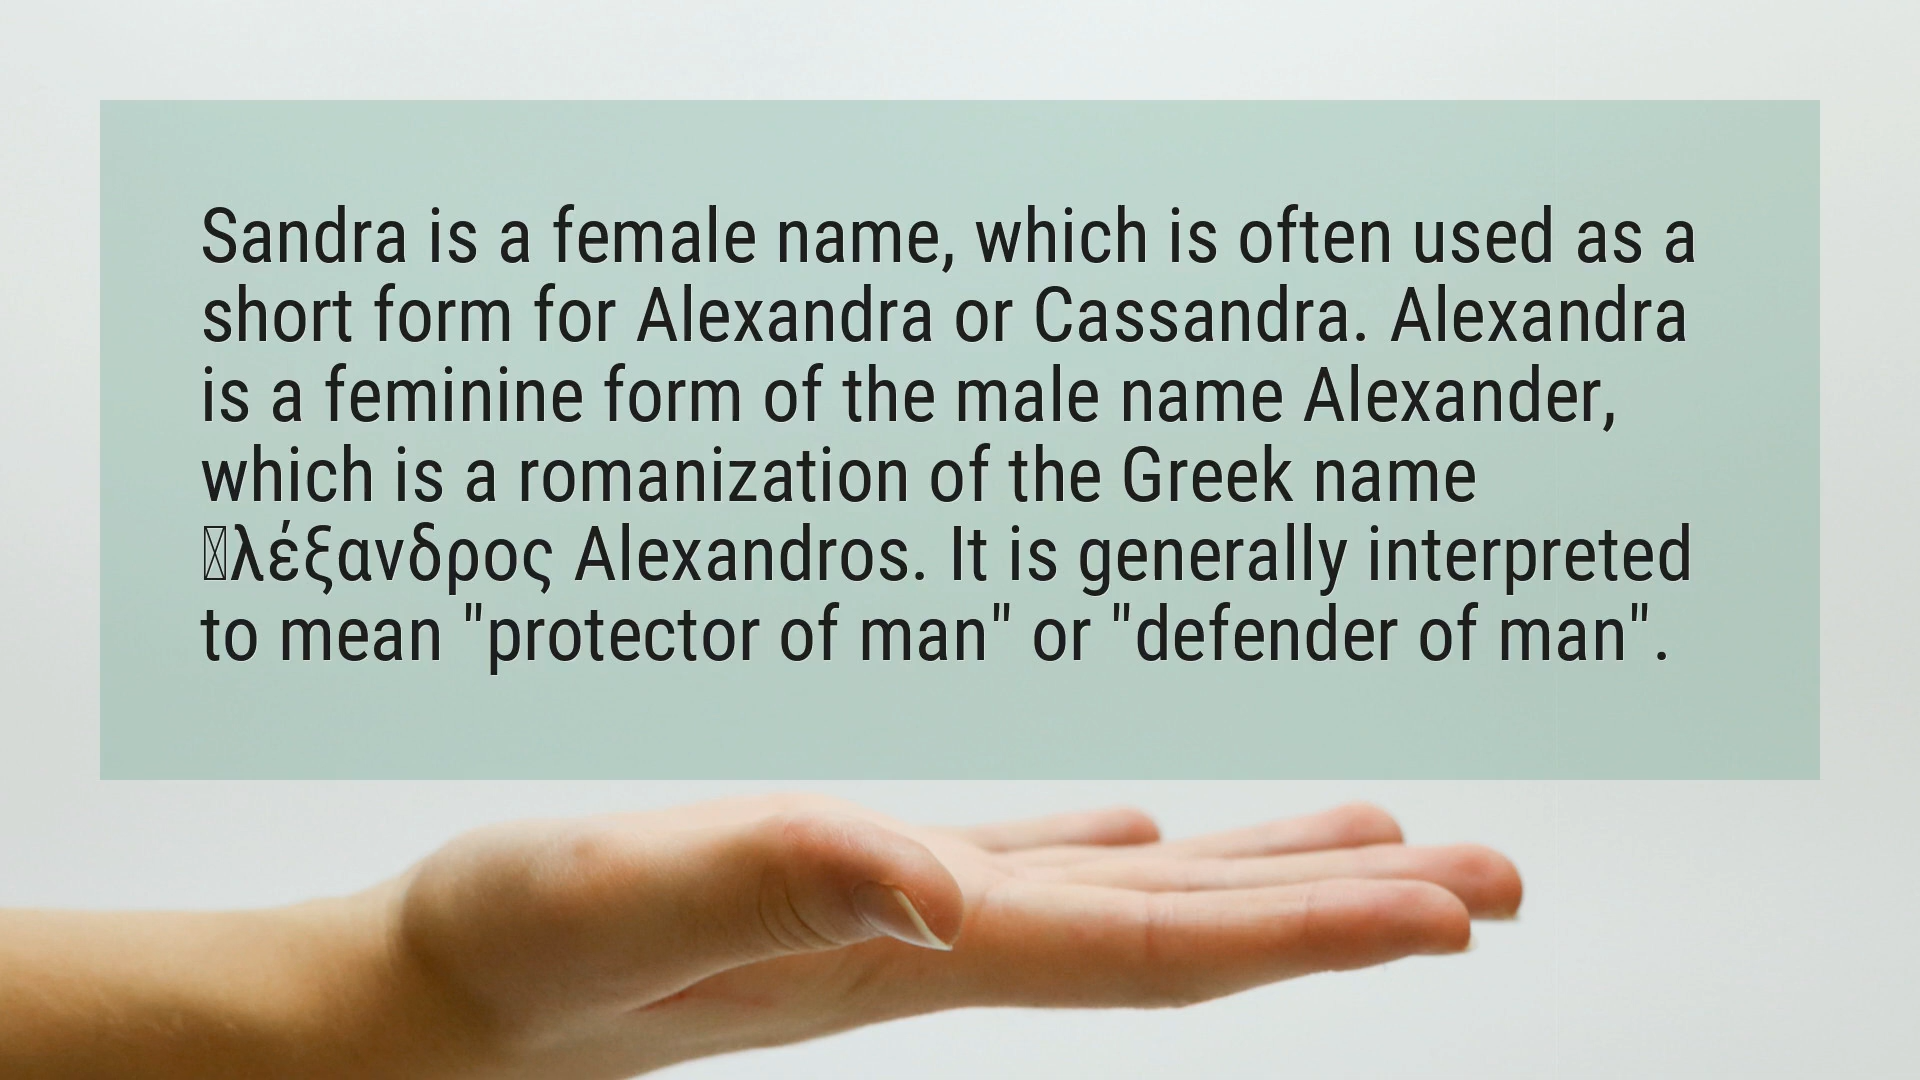 Sandra is a female name, which is often used as a
short form for Alexandra or Cassandra. Alexandra
is a feminine form of the male name Alexander,
which is a romanization of the Greek name
λέξανδρος Alexandros. It is generally interpreted
to mean "protector of man" or "defender of man".